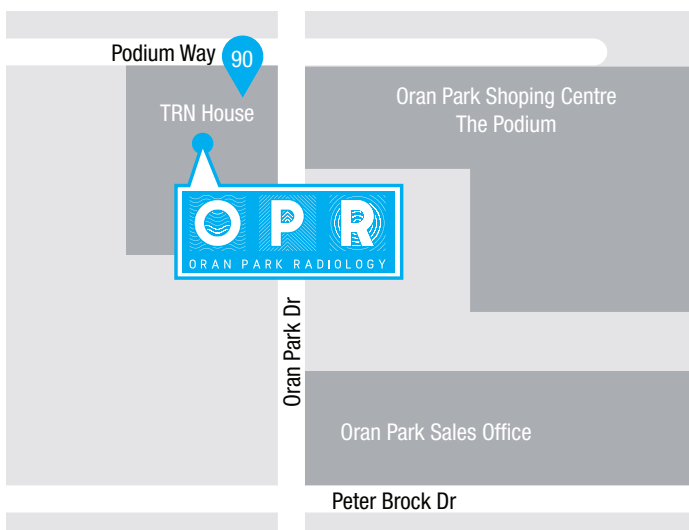 Podium Way
90
TRN House
Oran Park Shoping Centre
The Podium
OPR
ORAN PARK RADIOLOGY
Oran Park Dr
Oran Park Sales Office
Peter Brock Dr